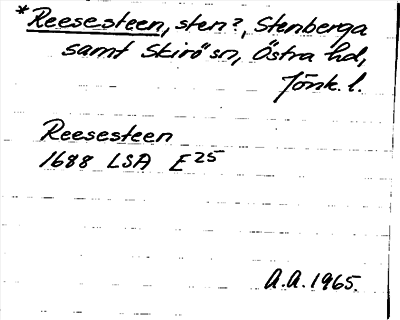 *Reesesteen, sten?, Stenberga
samt Skirö sn, Östra hd,
Jönk. l.
Reesesteen
1688 LSA E25
A.A. 1965.